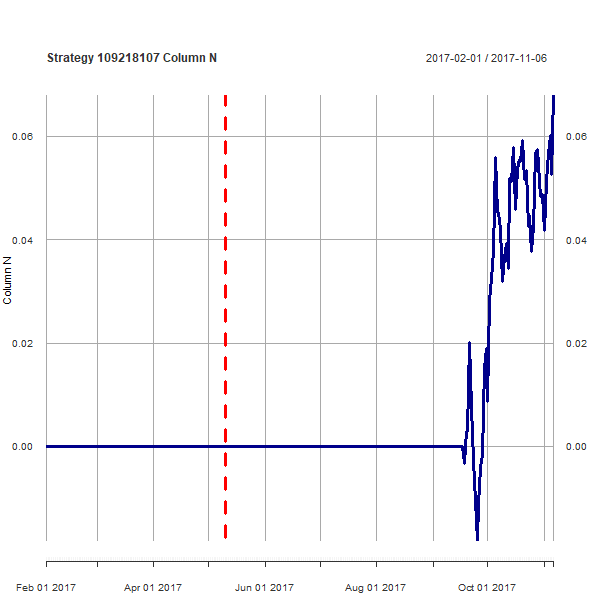 Strategy 109218107 Column N
2017-02-01 / 2017-11-06
0.06
0.06
0.04
0.04
Column N
0.02
0.02
0.00
0.00
Feb 01 2017
Apr 01 2017
Jun 01 2017
Aug 01 2017
Oct 01 2017